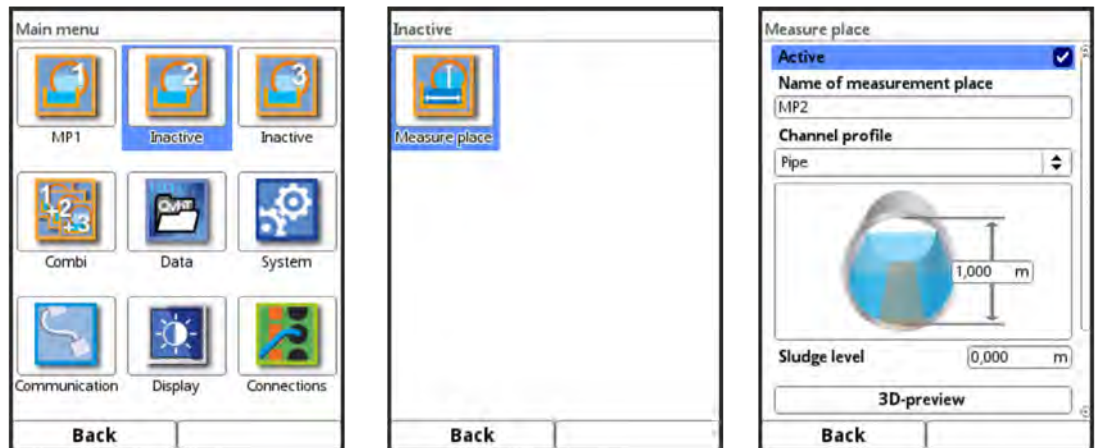 Main menu
1
2
3
MP1
Inactive
Inactive
1
+2
+3
Combi
Data
System
Communication
Display
Connections
Back
Inactive
1
Measure place
Back
Measure place
Active
Name of measurement place
MP2
Channel profile
Pipe
1,000 m
Sludge level 0,000 m
3D-preview
Back